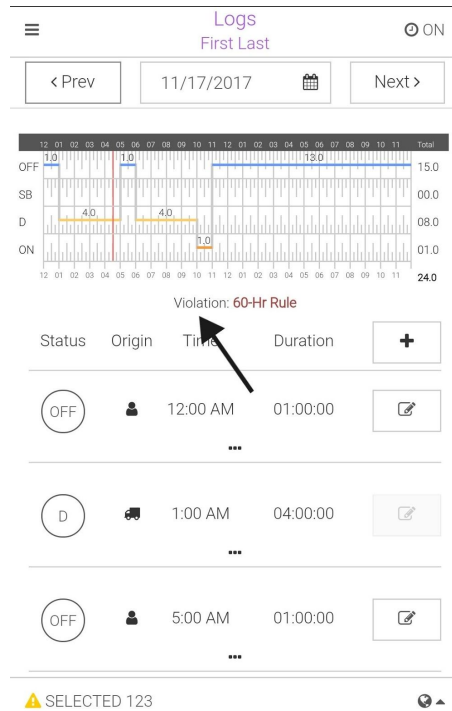 Logs
First Last
ON
< Prev
11/17/2017
Next >
12 01 02 03 04 05 06 07 08 09 10 11 12 01 02 03 04 05 06 07 08 09 10 11 Total
OFF 1.0 1.0 13.0 15.0
SB 00.0
D 4.0 4.0 08.0
ON 1.0 01.0
12 01 02 03 04 05 06 07 08 09 10 11 12 01 02 03 04 05 06 07 08 09 10 11 24.0
Violation: 60-Hr Rule
Status Origin Time Duration
OFF 12:00 AM 01:00:00
D 1:00 AM 04:00:00
OFF 5:00 AM 01:00:00
SELECTED 123